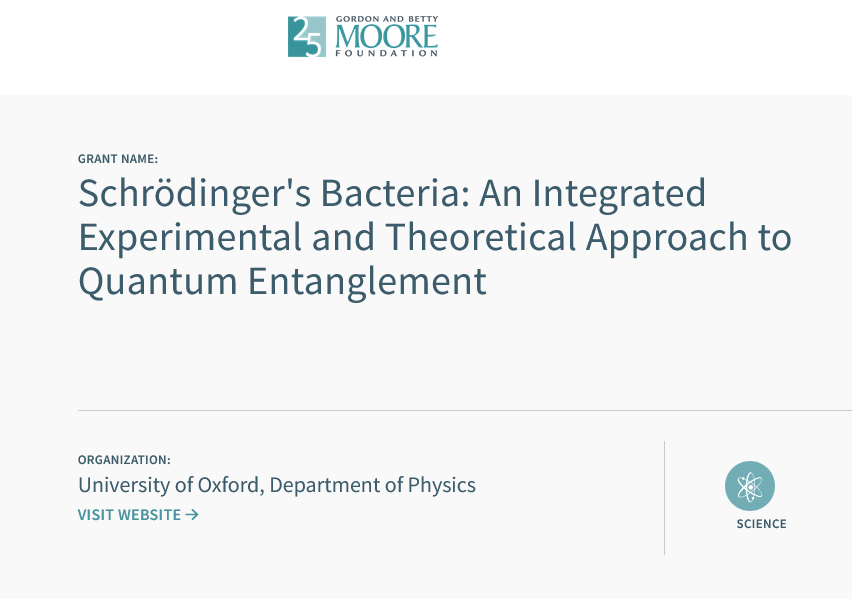 25
GORDON AND BETTY
MOORE
FOUNDATION
GRANT NAME:
Schrödinger's Bacteria: An Integrated
Experimental and Theoretical Approach to
Quantum Entanglement
ORGANIZATION:
University of Oxford, Department of Physics
VISIT WEBSITE →
SCIENCE